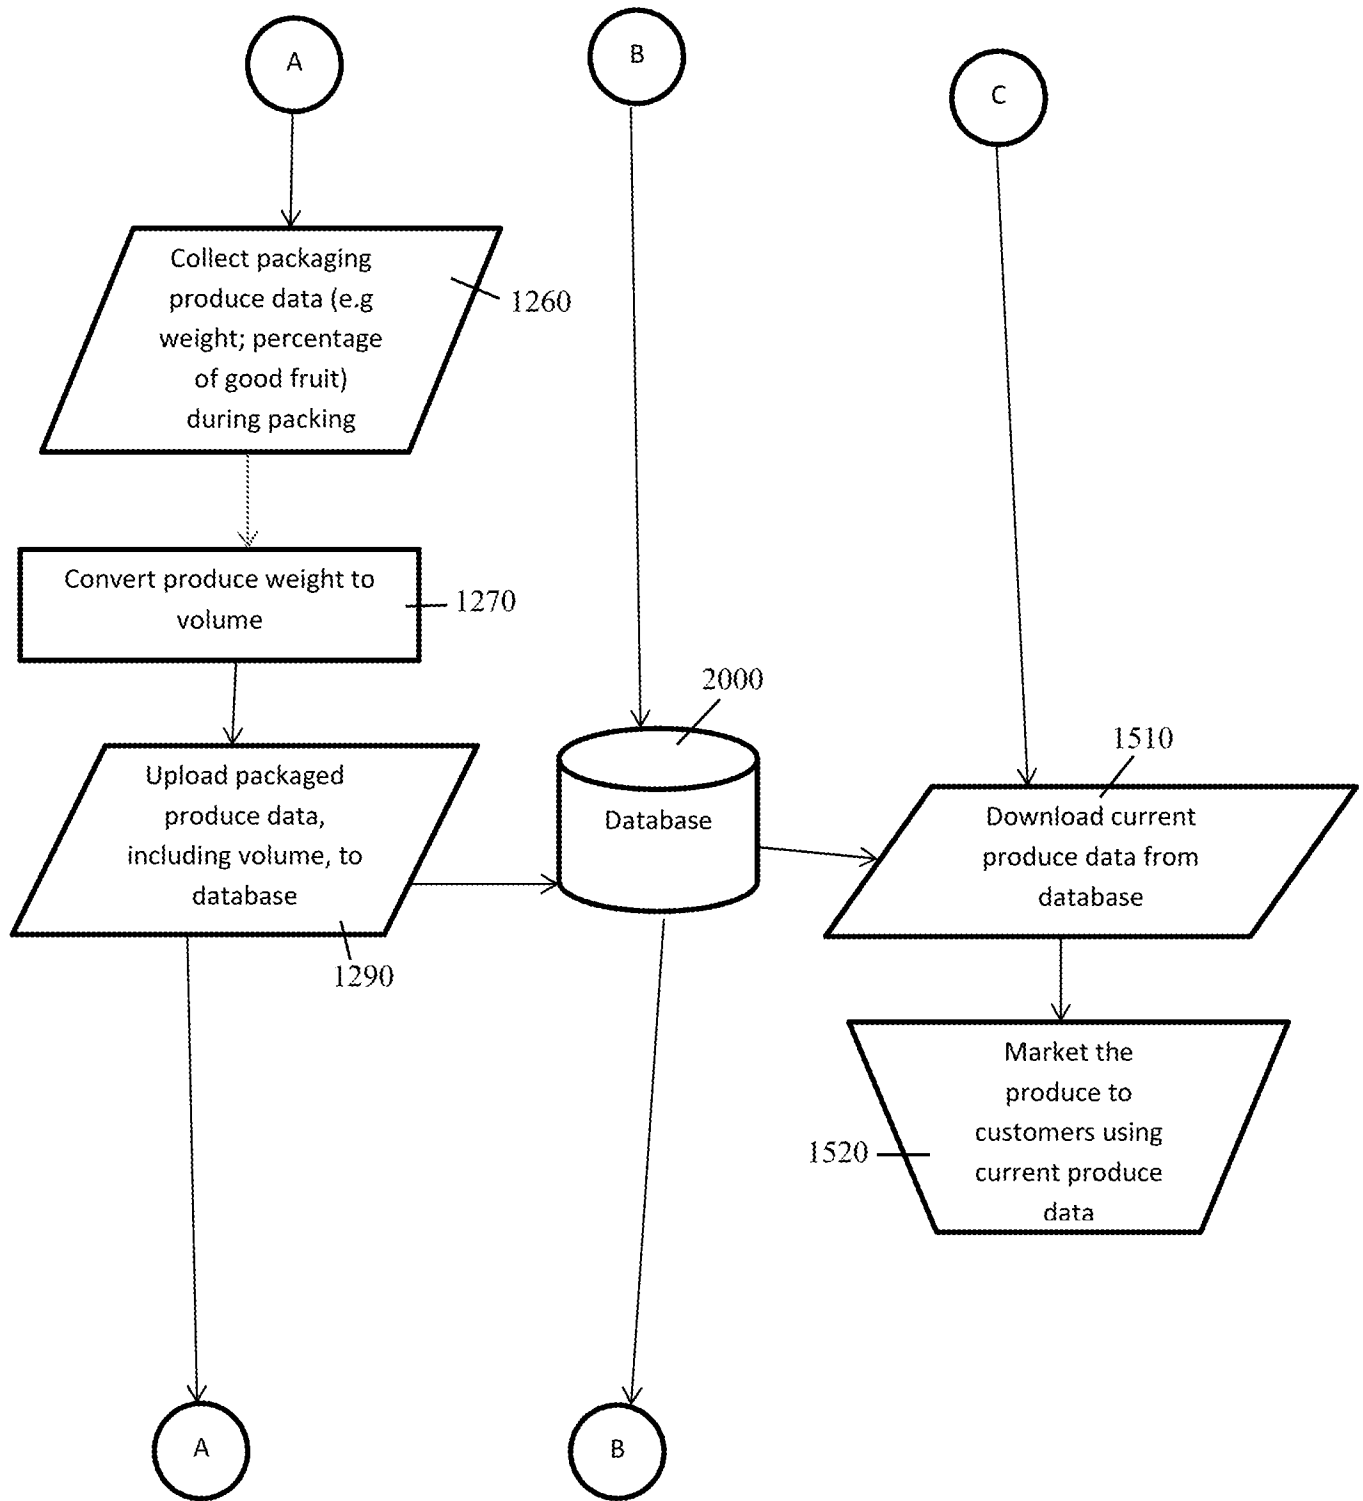 A
B
C
Collect packaging
produce data (e.g
weight; percentage
of good fruit)
during packing
1260
Convert produce weight to
volume
1270
2000
1510
Upload packaged
produce data,
including volume, to
database
1290
Database
Download current
produce data from
database
Market the
produce to
customers using
current produce
data
1520
A
B